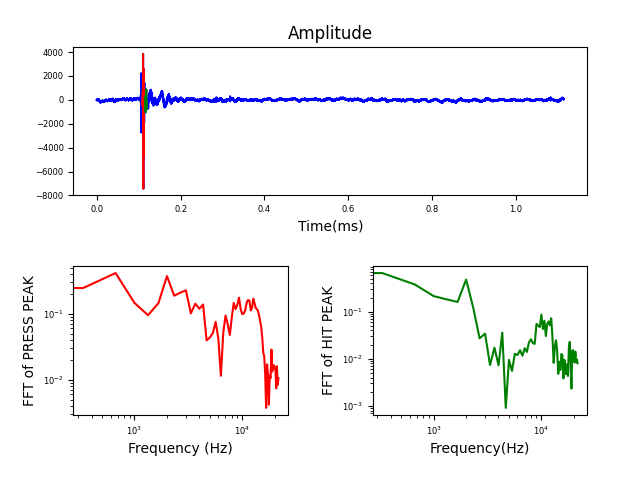 Amplitude
4000
2000
0
−2000
−4000
−6000
−8000
0.0 0.2 0.4 0.6 0.8 1.0
Time(ms)
FFT of PRESS PEAK
10⁻¹
10⁻²
10³ 10⁴
Frequency (Hz)
FFT of HIT PEAK
10⁻¹
10⁻²
10⁻³
10³ 10⁴
Frequency(Hz)